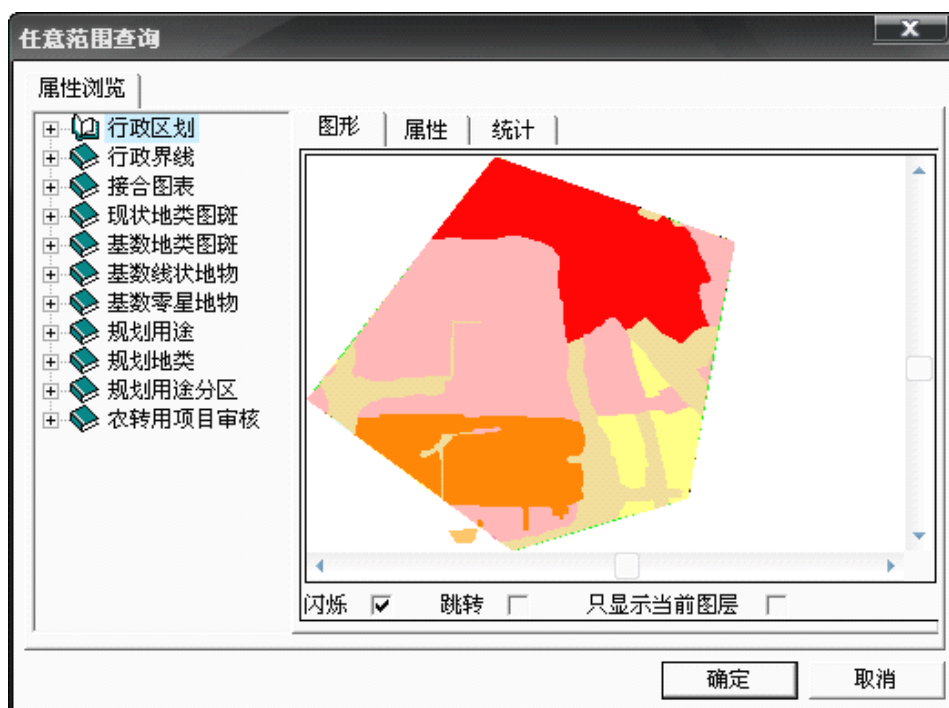 任意范围查询
属性浏览
行政区划
行政界线
接合图表
现状地类图斑
基数地类图斑
基数线状地物
基数零星地物
规划用途
规划地类
规划用途分区
农转用项目审核
图形 属性 统计
闪烁 跳转 只显示当前图层
确定 取消